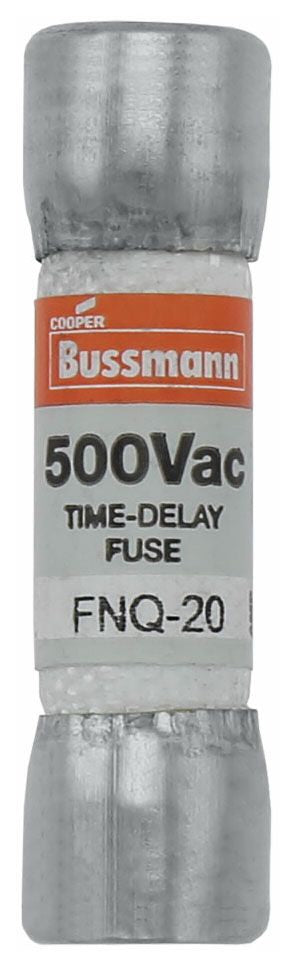 COOPER
Bussmann
500Vac
TIME-DELAY
FUSE
FNQ-20